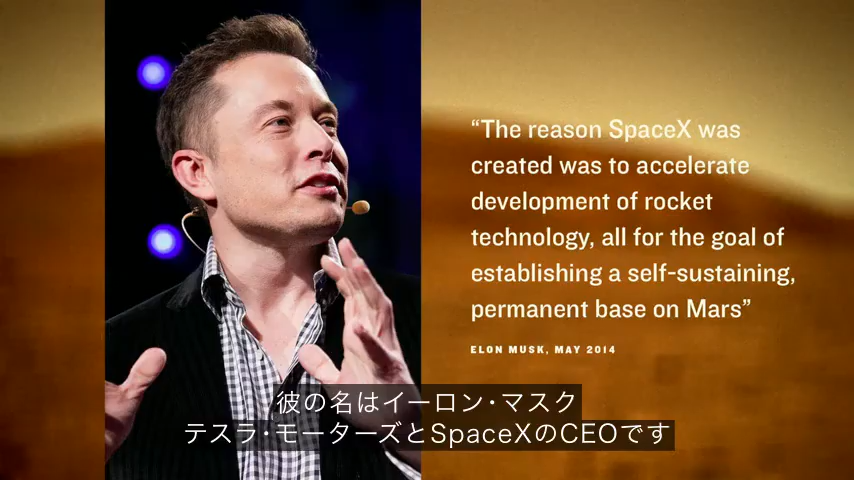 “The reason SpaceX was
created was to accelerate
development of rocket
technology, all for the goal of
establishing a self-sustaining,
permanent base on Mars”
ELON MUSK, MAY 2014
彼の名はイーロン・マスク
テスラ・モーターズとSpaceXのCEOです